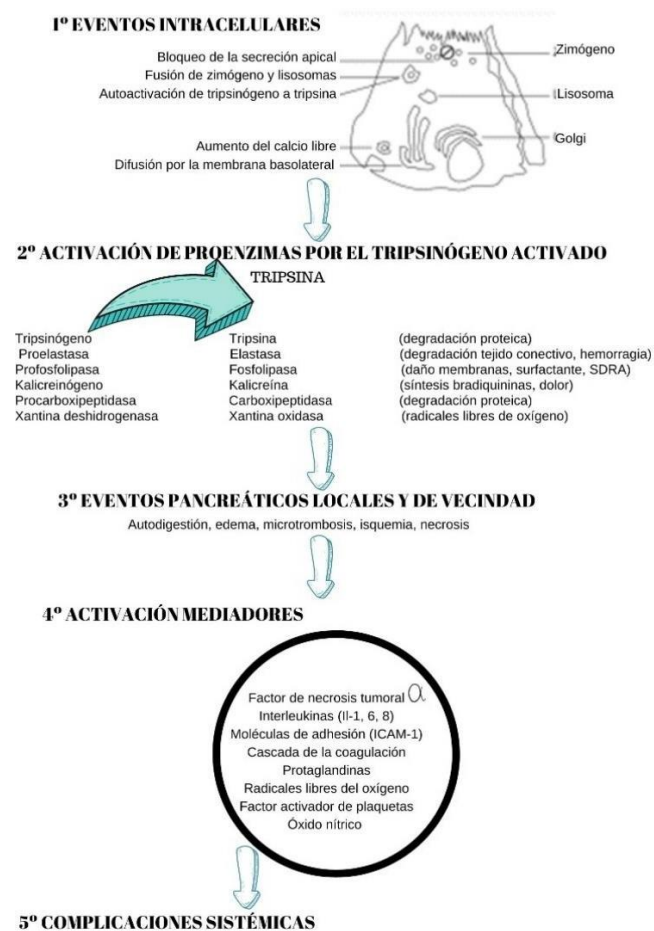 1º EVENTOS INTRACELULARES
Bloqueo de la secreción apical
Fusión de zimógeno y lisosomas
Autoactivación de tripsinógeno a tripsina
Aumento del calcio libre
Difusión por la membrana basolateral
Zimógeno
Lisosoma
Golgi
2º ACTIVACIÓN DE PROENZIMAS POR EL TRIPSINÓGENO ACTIVADO
TRIPSINA
Tripsinógeno Tripsina (degradación proteica)
Proelastasa Elastasa (degradación tejido conectivo, hemorragia)
Profosfolipasa Fosfolipasa (daño membranas, surfactante, SDRA)
Kalicreinógeno Kalicreína (síntesis bradiquininas, dolor)
Procarboxipeptidasa Carboxipeptidasa (degradación proteica)
Xantina deshidrogenasa Xantina oxidasa (radicales libres de oxígeno)
3º EVENTOS PANCREÁTICOS LOCALES Y DE VECINDAD
Autodigestión, edema, microtrombosis, isquemia, necrosis
4º ACTIVACIÓN MEDIADORES
Factor de necrosis tumoral α
Interleukinas (Il-1, 6, 8)
Moléculas de adhesión (ICAM-1)
Cascada de la coagulación
Protaglandinas
Radicales libres del oxígeno
Factor activador de plaquetas
Óxido nítrico
5º COMPLICACIONES SISTÉMICAS